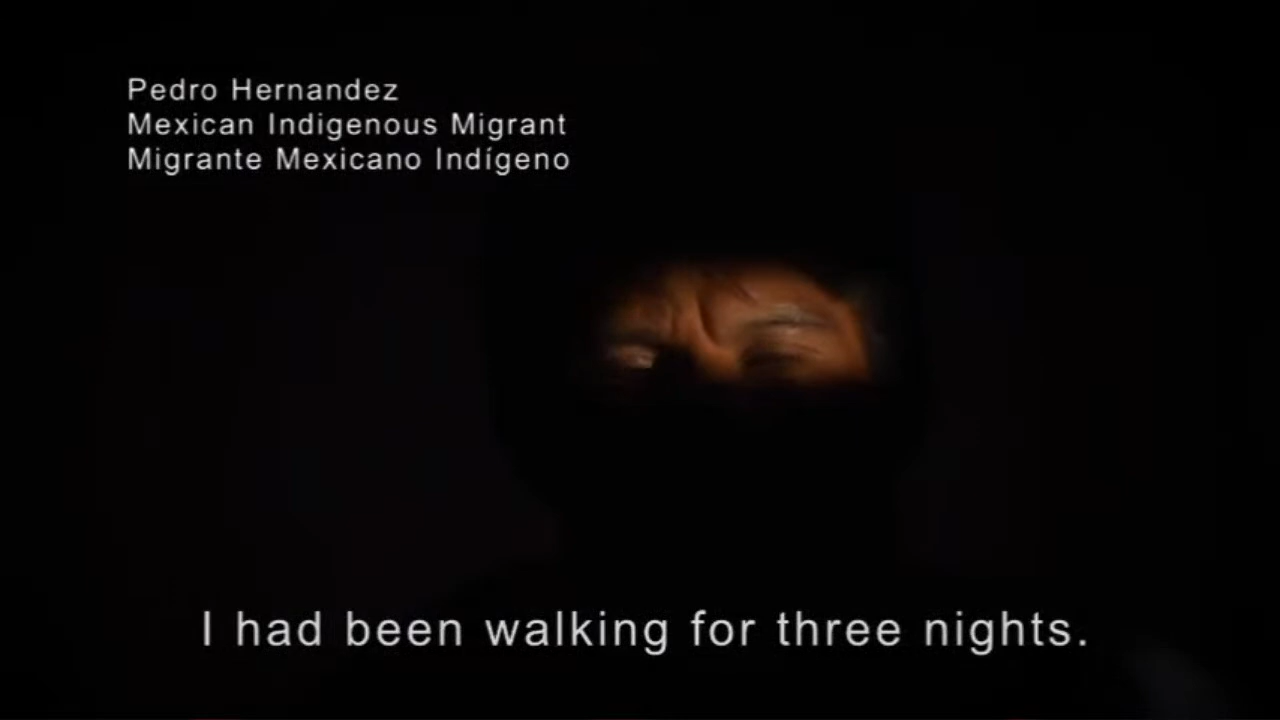 Pedro Hernandez
Mexican Indigenous Migrant
Migrante Mexicano Indígeno
I had been walking for three nights.